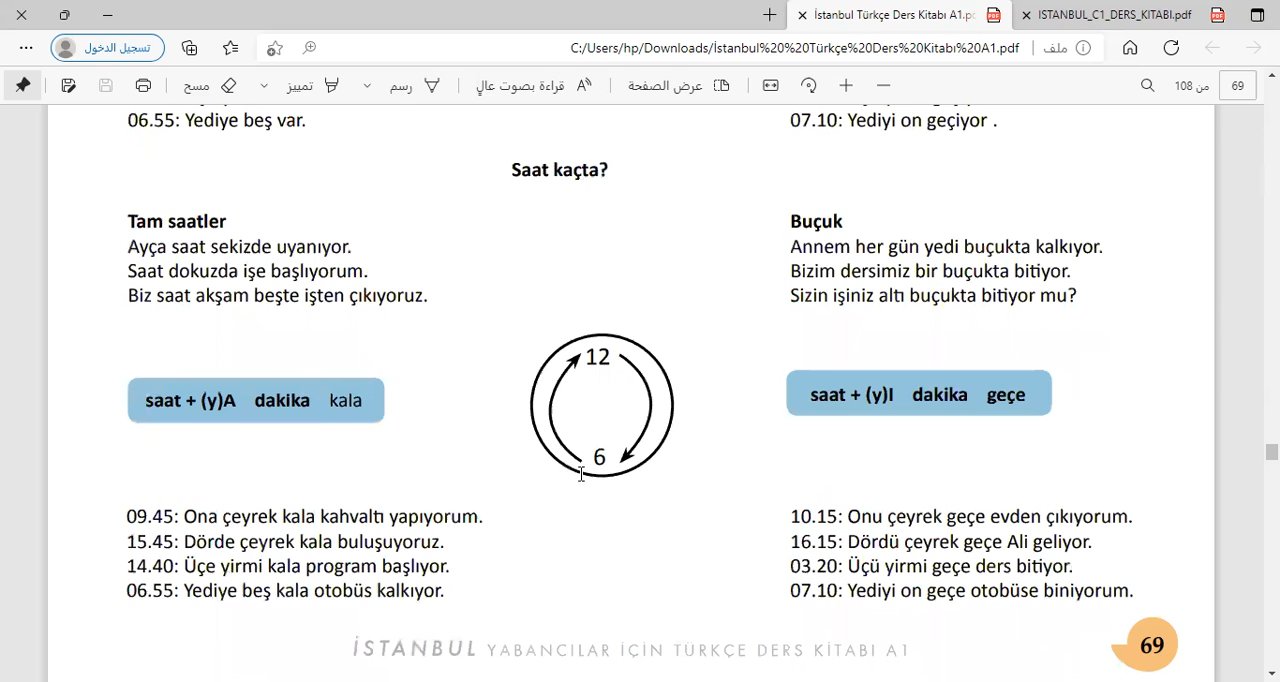 İstanbul Türkçe Ders Kitabı A1.p
ISTANBUL_C1_DERS_KITABI.pdf
تسجيل الدخول
C:/Users/hp/Downloads/İstanbul%20%20Türkçe%20Ders%20Kitabı%20A1.pdf
ملف
مسح
تمييز
رسم
قراءة بصوت عالٍ
عرض الصفحة
من 108
69
06.55: Yediye beş var.
07.10: Yediyi on geçiyor .
Saat kaçta?
Tam saatler
Ayça saat sekizde uyanıyor.
Saat dokuzda işe başlıyorum.
Biz saat akşam beşte işten çıkıyoruz.
Buçuk
Annem her gün yedi buçukta kalkıyor.
Bizim dersimiz bir buçukta bitiyor.
Sizin işiniz altı buçukta bitiyor mu?
saat + (y)A dakika kala
12
6
saat + (y)I dakika geçe
09.45: Ona çeyrek kala kahvaltı yapıyorum.
15.45: Dörde çeyrek kala buluşuyoruz.
14.40: Üçe yirmi kala program başlıyor.
06.55: Yediye beş kala otobüs kalkıyor.
10.15: Onu çeyrek geçe evden çıkıyorum.
16.15: Dördü çeyrek geçe Ali geliyor.
03.20: Üçü yirmi geçe ders bitiyor.
07.10: Yediyi on geçe otobüse biniyorum.
İSTANBUL YABANCILAR İÇİN TÜRKÇE DERS KİTABI A1
69